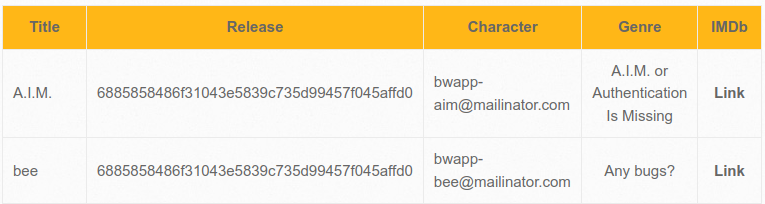 Title Release Character Genre IMDb
A.I.M. 6885858486f31043e5839c735d99457f045affd0 bwapp-aim@mailinator.com A.I.M. or Authentication Is Missing Link
bee 6885858486f31043e5839c735d99457f045affd0 bwapp-bee@mailinator.com Any bugs? Link